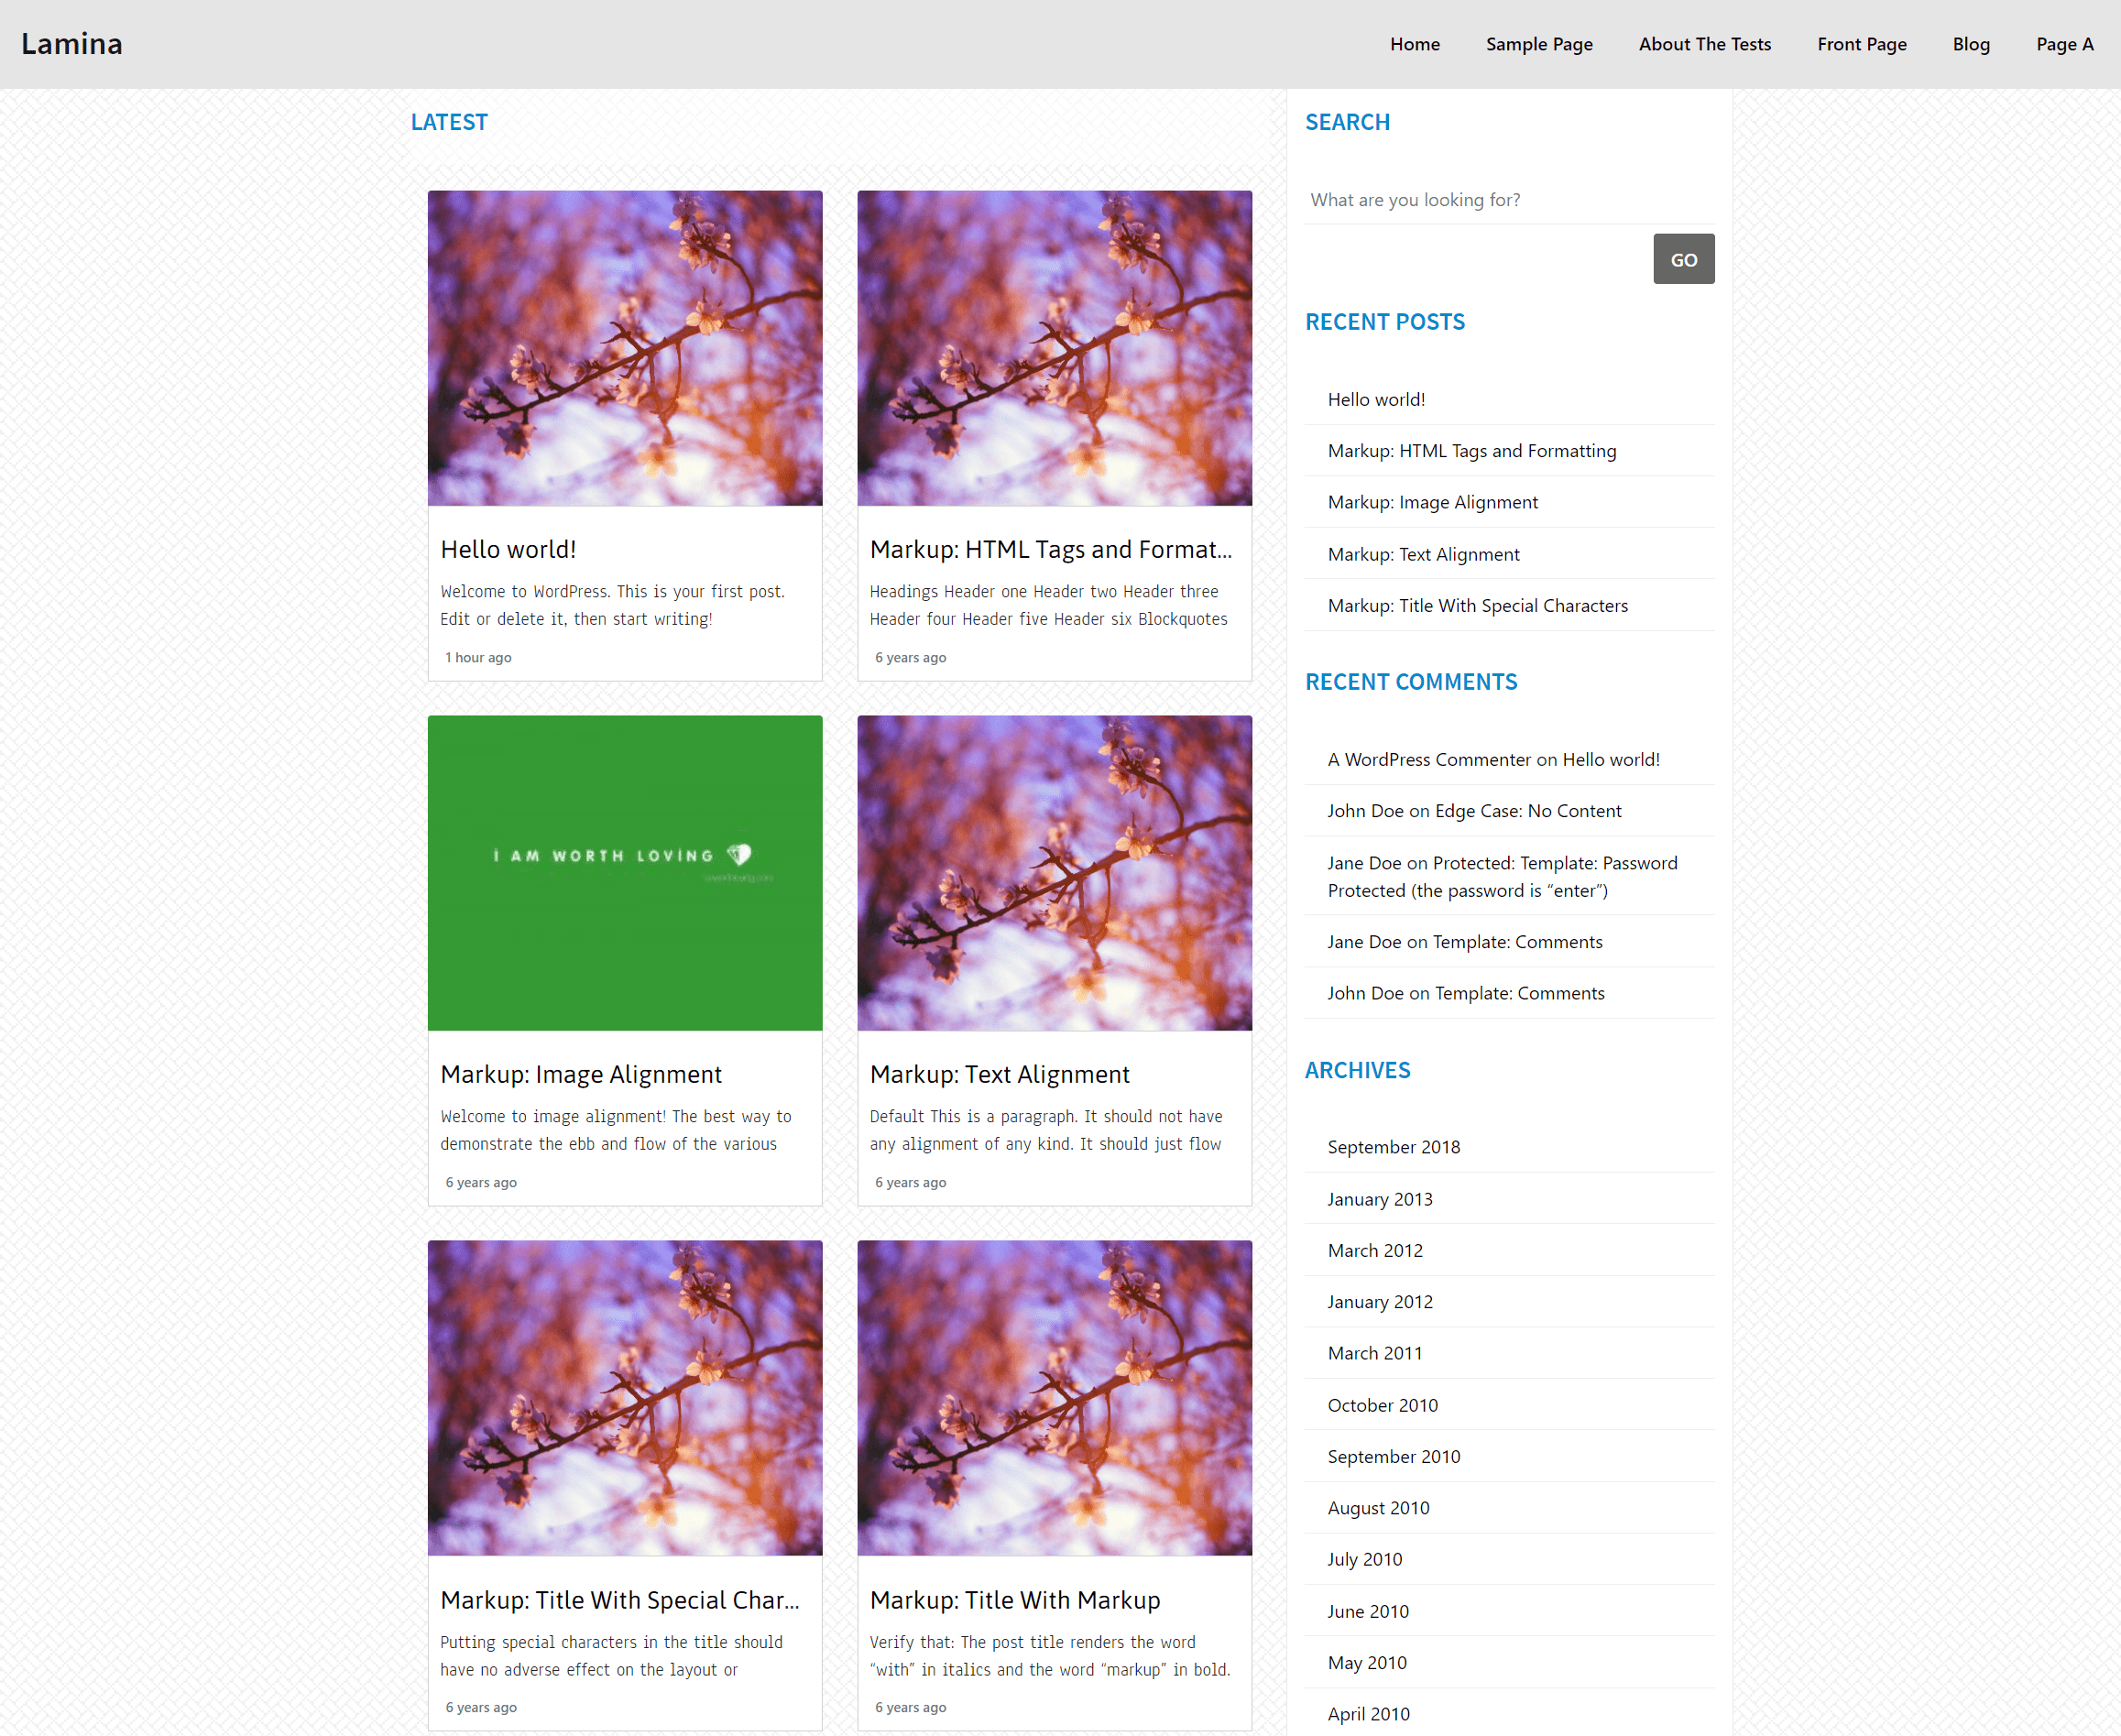 Lamina
Home Sample Page About The Tests Front Page Blog Page A
LATEST
Hello world!
Welcome to WordPress. This is your first post.
Edit or delete it, then start writing!
1 hour ago
Markup: HTML Tags and Format...
Headings Header one Header two Header three
Header four Header five Header six Blockquotes
6 years ago
I AM WORTH LOVING
Markup: Image Alignment
Welcome to image alignment! The best way to
demonstrate the ebb and flow of the various
6 years ago
Markup: Text Alignment
Default This is a paragraph. It should not have
any alignment of any kind. It should just flow
6 years ago
Markup: Title With Special Char...
Putting special characters in the title should
have no adverse effect on the layout or
6 years ago
Markup: Title With Markup
Verify that: The post title renders the word
“with” in italics and the word “markup” in bold.
6 years ago
SEARCH
What are you looking for?
GO
RECENT POSTS
Hello world!
Markup: HTML Tags and Formatting
Markup: Image Alignment
Markup: Text Alignment
Markup: Title With Special Characters
RECENT COMMENTS
A WordPress Commenter on Hello world!
John Doe on Edge Case: No Content
Jane Doe on Protected: Template: Password
Protected (the password is “enter”)
Jane Doe on Template: Comments
John Doe on Template: Comments
ARCHIVES
September 2018
January 2013
March 2012
January 2012
March 2011
October 2010
September 2010
August 2010
July 2010
June 2010
May 2010
April 2010